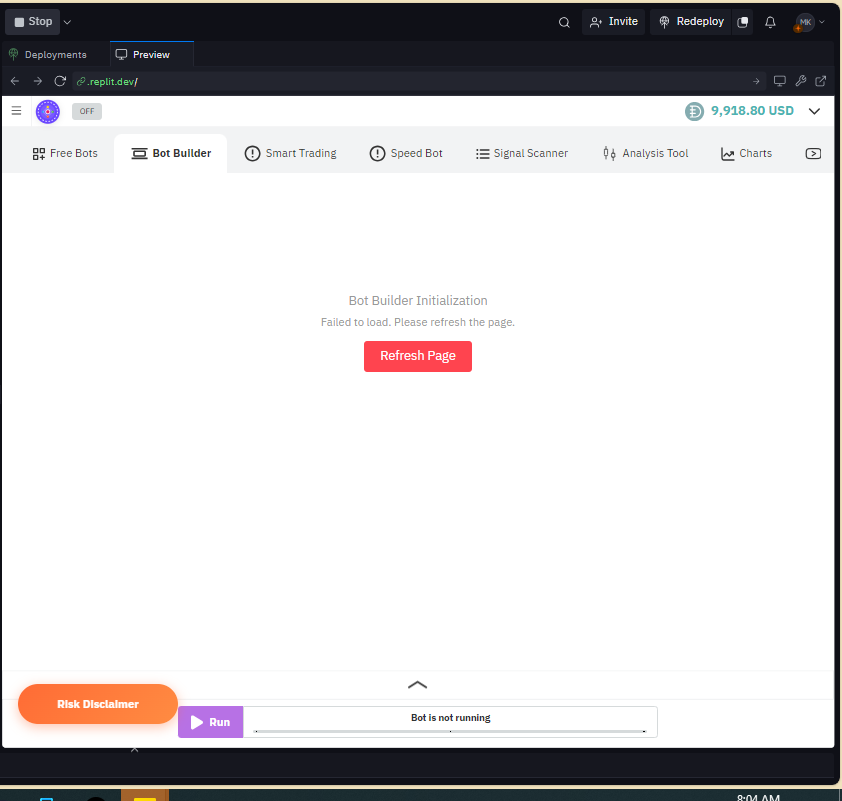 Stop
Invite
Redeploy
MK
Deployments
Preview
.replit.dev/
OFF
9,918.80 USD
Free Bots
Bot Builder
Smart Trading
Speed Bot
Signal Scanner
Analysis Tool
Charts
Bot Builder Initialization
Failed to load. Please refresh the page.
Refresh Page
Risk Disclaimer
Run
Bot is not running
8:04 AM